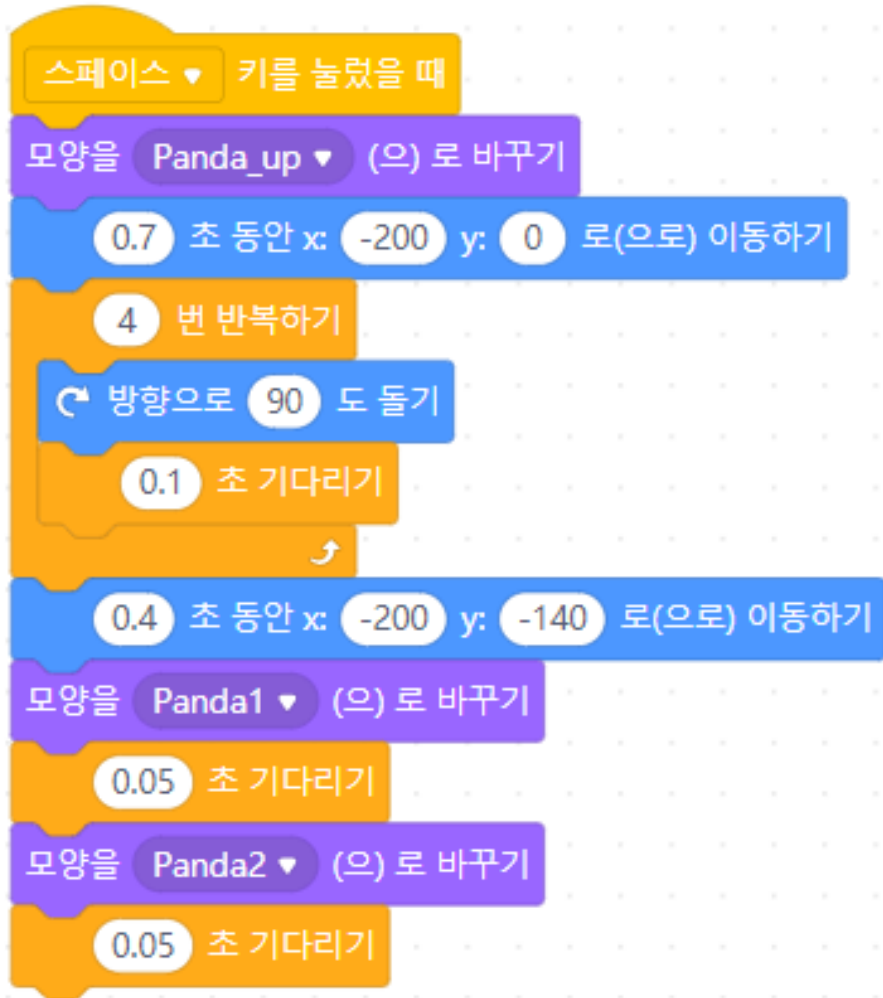 스페이스 키를 눌렀을 때
모양을 Panda_up (으) 로 바꾸기
0.7 초 동안 x: -200 y: 0 로(으로) 이동하기
4 번 반복하기
방향으로 90 도 돌기
0.1 초 기다리기
0.4 초 동안 x: -200 y: -140 로(으로) 이동하기
모양을 Panda1 (으) 로 바꾸기
0.05 초 기다리기
모양을 Panda2 (으) 로 바꾸기
0.05 초 기다리기